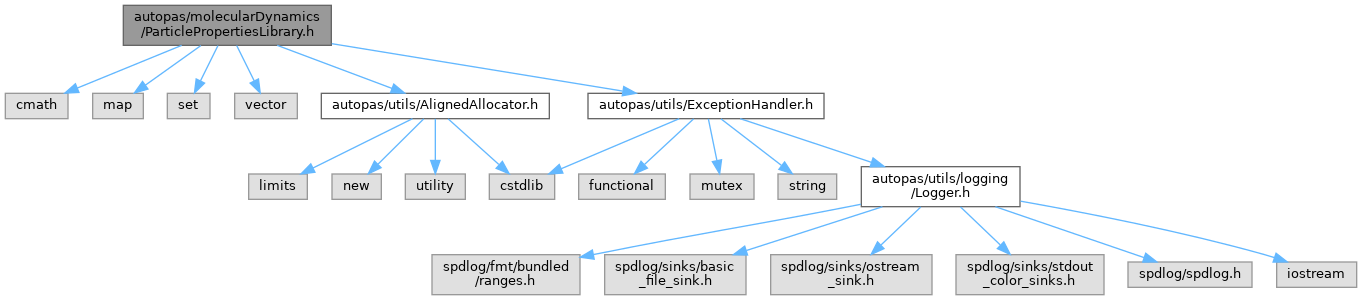 autopas/molecularDynamics
/ParticlePropertiesLibrary.h
cmath
map
set
vector
autopas/utils/AlignedAllocator.h
autopas/utils/ExceptionHandler.h
limits
new
utility
cstdlib
functional
mutex
string
autopas/utils/logging
/Logger.h
spdlog/fmt/bundled
/ranges.h
spdlog/sinks/basic
_file_sink.h
spdlog/sinks/ostream
_sink.h
spdlog/sinks/stdout
_color_sinks.h
spdlog/spdlog.h
iostream